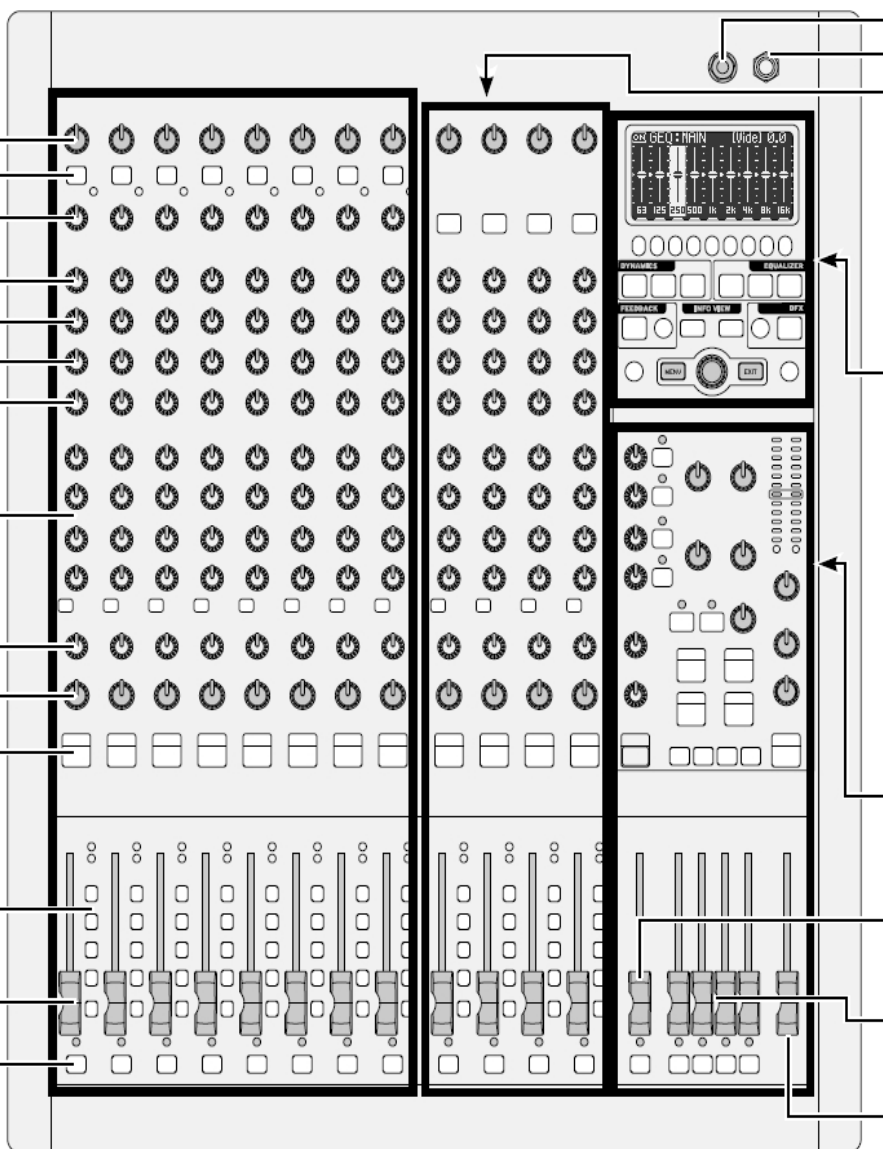 ON GEQ:MAIN [Vide] 0.0
63 125 250 500 1k 2k 4k 8k 16k
DYNAMICS EQUALIZER
FEEDBACK INFO VIEW DFX
MENU EXIT